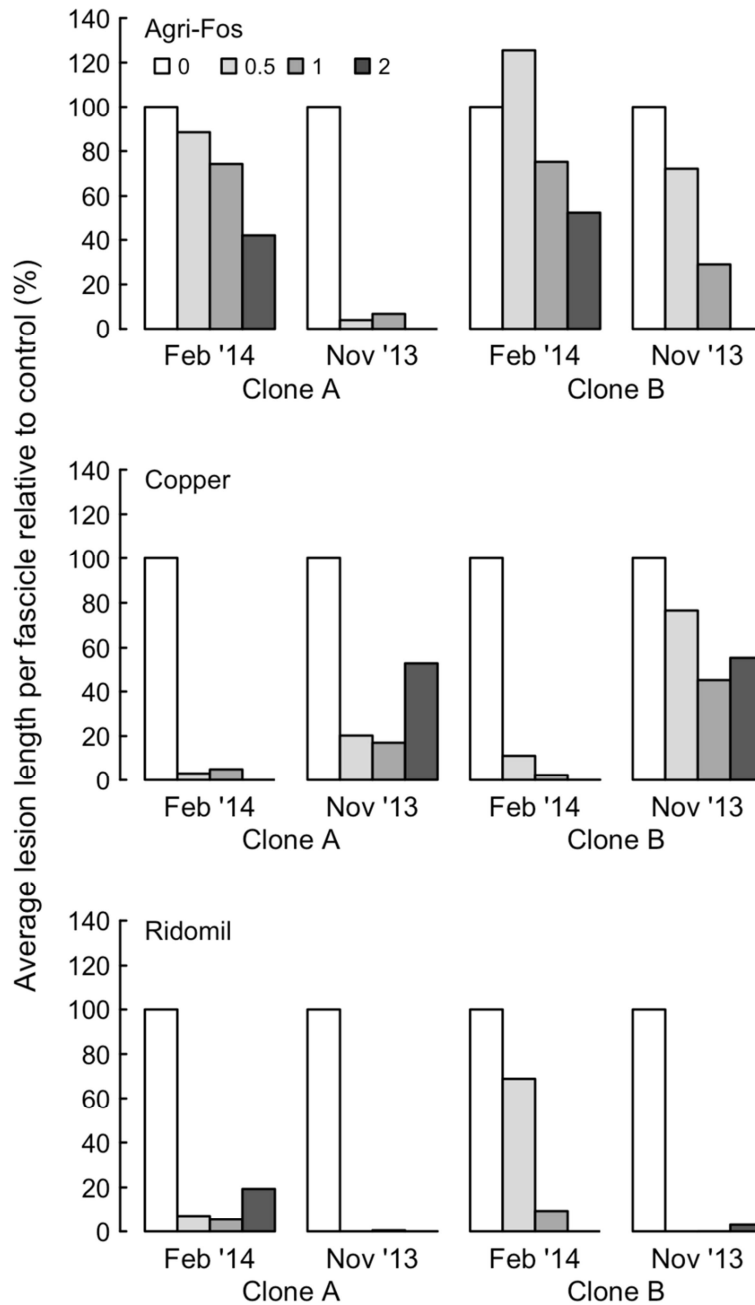 Average lesion length per fascicle relative to control (%)
Agri-Fos
0 0.5 1 2
140
120
100
80
60
40
20
0
Feb '14 Nov '13 Feb '14 Nov '13
Clone A Clone B
Copper
140
120
100
80
60
40
20
0
Feb '14 Nov '13 Feb '14 Nov '13
Clone A Clone B
Ridomil
140
120
100
80
60
40
20
0
Feb '14 Nov '13 Feb '14 Nov '13
Clone A Clone B